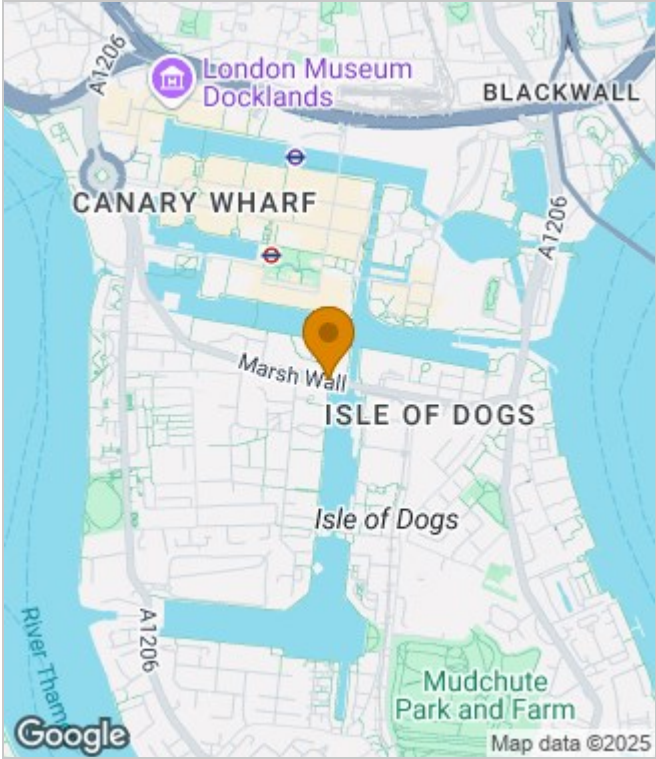 A1206
London Museum
Docklands
BLACKWALL
CANARY WHARF
A1206
Marsh Wall
ISLE OF DOGS
Isle of Dogs
A1206
River Tham
Mudchute
Park and Farm
Google
Map data ©2025